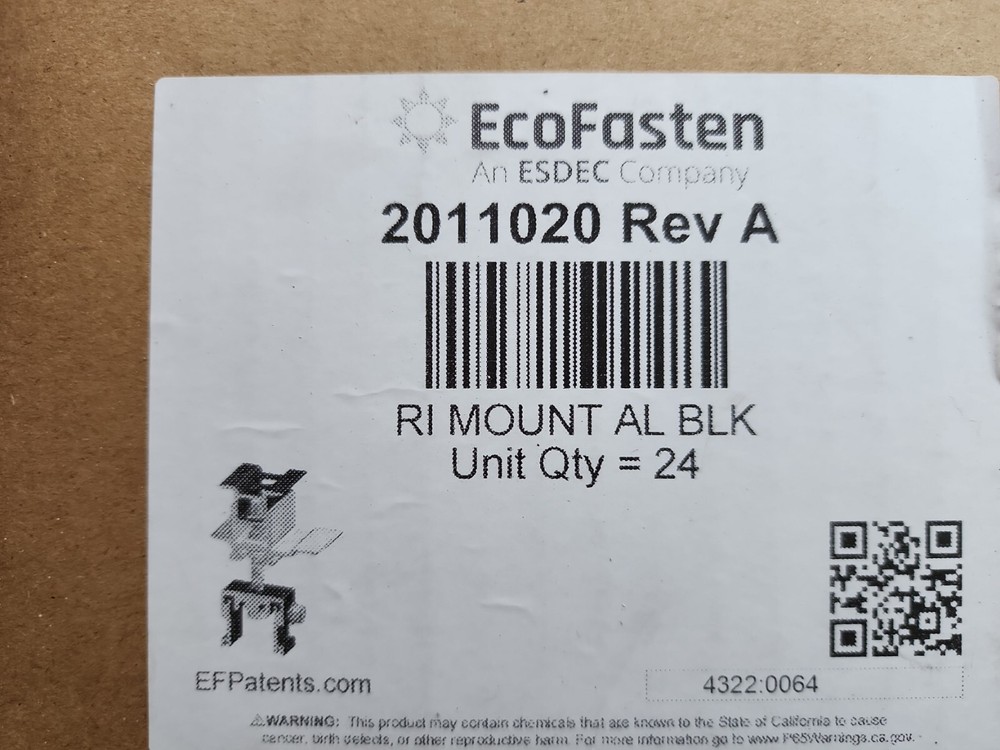 EcoFasten
An ESDEC Company
2011020 Rev A
RI MOUNT AL BLK
Unit Qty = 24
EFPatents.com
4322:0064
⚠WARNING: This product may contain chemicals that are known to the State of California to cause
cancer, birth defects, or other reproductive harm. For more information go to www.P65Warnings.ca.gov.